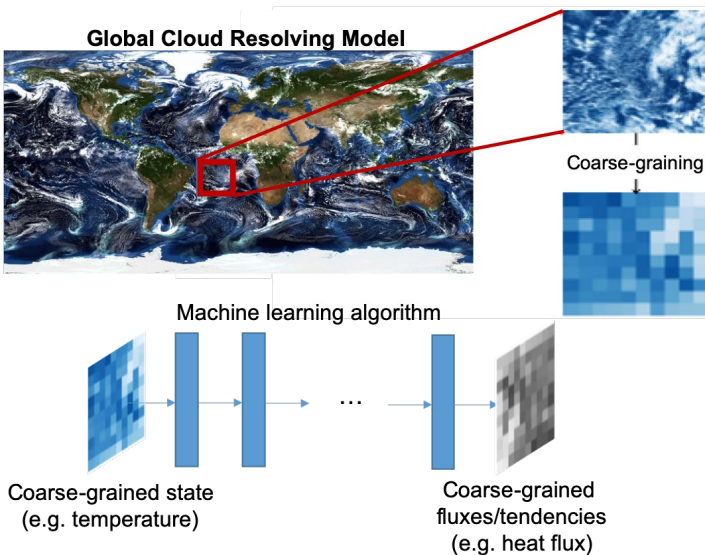 Global Cloud Resolving Model
Coarse-graining
Machine learning algorithm
...
Coarse-grained state
(e.g. temperature)
Coarse-grained
fluxes/tendencies
(e.g. heat flux)